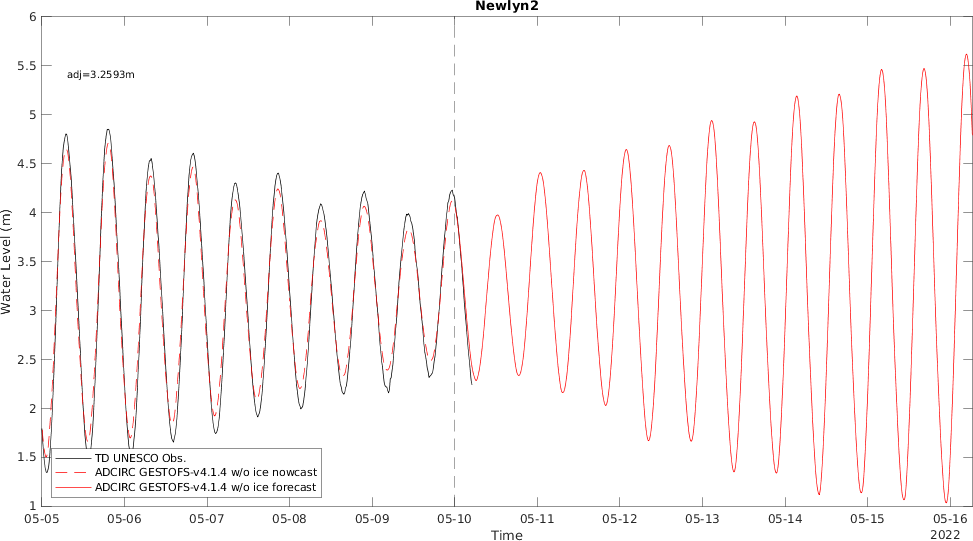 Newlyn2
adj=3.2593m
6
5.5
5
4.5
4
3.5
3
2.5
2
1.5
1
Water Level (m)
TD UNESCO Obs.
ADCIRC GESTOFS-v4.1.4 w/o ice nowcast
ADCIRC GESTOFS-v4.1.4 w/o ice forecast
05-05 05-06 05-07 05-08 05-09 05-10 05-11 05-12 05-13 05-14 05-15 05-16
Time
2022